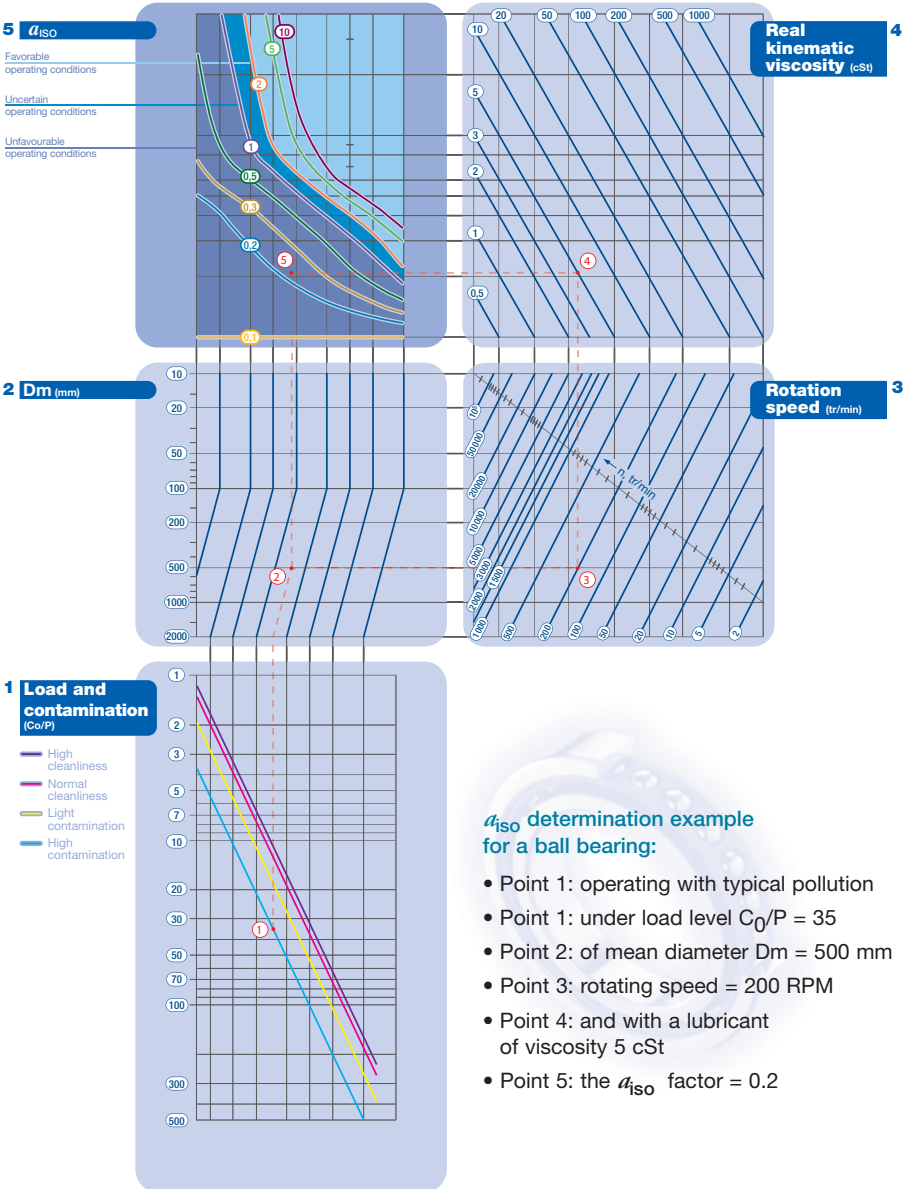 5 aISO
Favorable
operating conditions
Uncertain
operating conditions
Unfavourable
operating conditions
10
5
2
1
0,5
0.3
0.2
0.1
5
Real
kinematic
viscosity (cSt)
4
20 50 100 200 500 1000
10
5
3
2
1
0,5
4
2 Dm (mm)
10
20
50
100
200
500
1000
2000
2
Rotation
speed (tr/min)
3
n, tr/min
50000
20000
10000
5000
3000
1500
2000
1000
500
200
100
50
20
10
5
2
3
1 Load and
contamination
(Co/P)
High
cleanliness
Normal
cleanliness
Light
contamination
High
contamination
1
2
3
5
7
10
20
30
50
70
100
300
500
1
aiso determination example
for a ball bearing:
• Point 1: operating with typical pollution
• Point 1: under load level C0/P = 35
• Point 2: of mean diameter Dm = 500 mm
• Point 3: rotating speed = 200 RPM
• Point 4: and with a lubricant
of viscosity 5 cSt
• Point 5: the aiso factor = 0.2